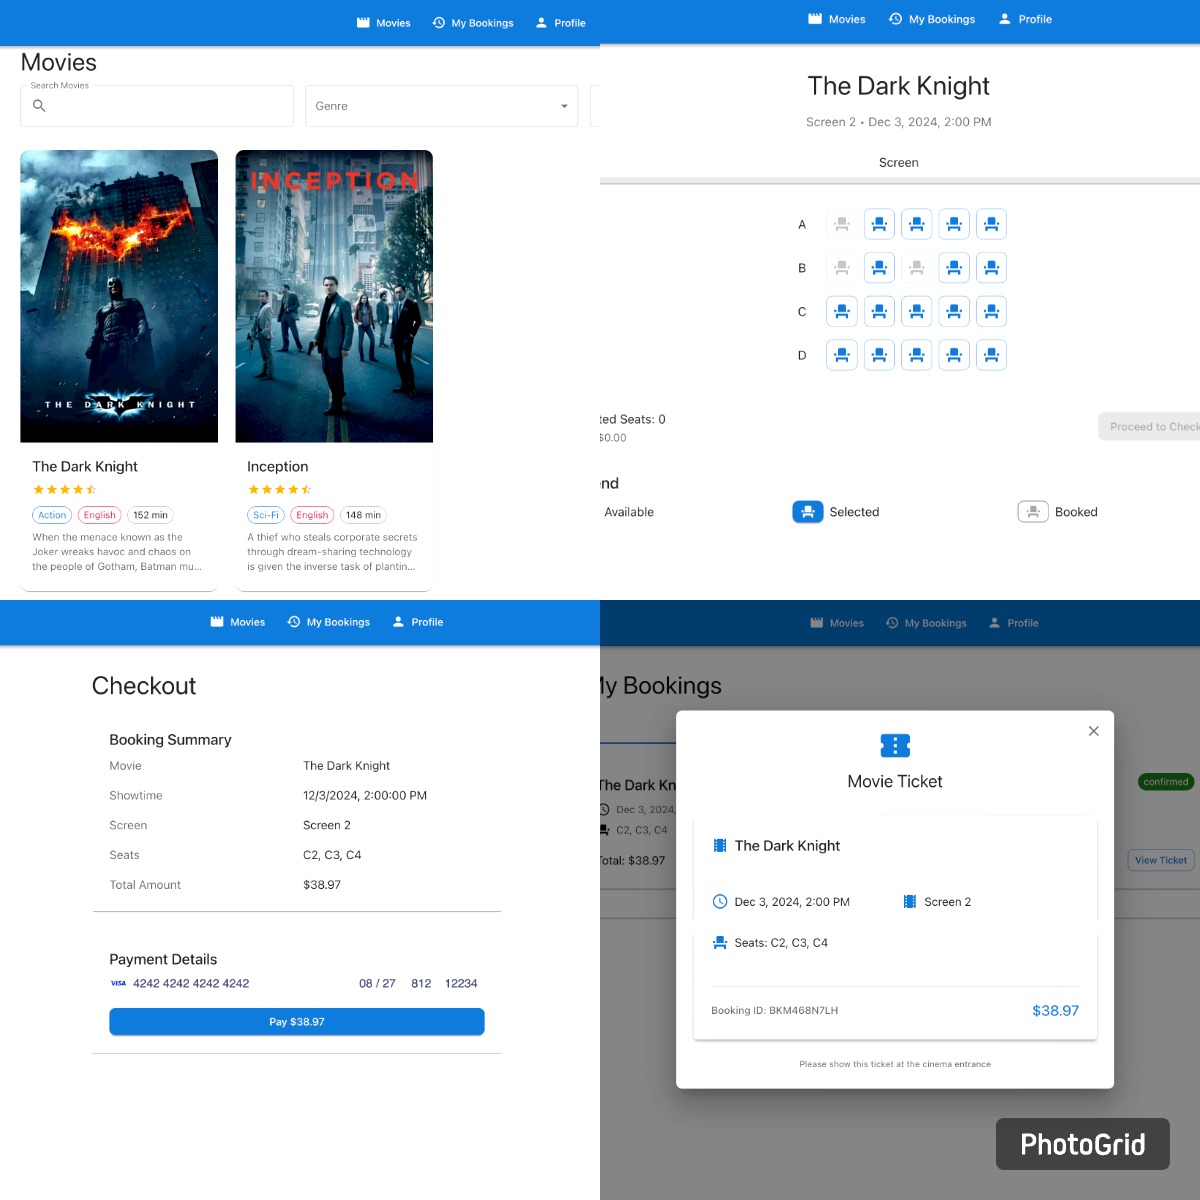 Movies My Bookings Profile
Movies
Search Movies
Genre
INCEPTION
THE DARK KNIGHT
The Dark Knight
Action English 152 min
When the menace known as the
Joker wreaks havoc and chaos on
the people of Gotham, Batman mu...
Inception
Sci-Fi English 148 min
A thief who steals corporate secrets
through dream-sharing technology
is given the inverse task of plantin...
Movies My Bookings Profile
The Dark Knight
Screen 2 • Dec 3, 2024, 2:00 PM
Screen
A
B
C
D
ted Seats: 0
$0.00
Proceed to Check
end
Available Selected Booked
Movies My Bookings Profile
Checkout
Booking Summary
Movie The Dark Knight
Showtime 12/3/2024, 2:00:00 PM
Screen Screen 2
Seats C2, C3, C4
Total Amount $38.97
Payment Details
VISA 4242 4242 4242 4242 08 / 27 812 12234
Pay $38.97
Movies My Bookings Profile
My Bookings
The Dark Kn
confirmed
Dec 3, 2024,
C2, C3, C4
Total: $38.97
View Ticket
Movie Ticket
The Dark Knight
Dec 3, 2024, 2:00 PM Screen 2
Seats: C2, C3, C4
Booking ID: BKM468N7LH $38.97
Please show this ticket at the cinema entrance
PhotoGrid